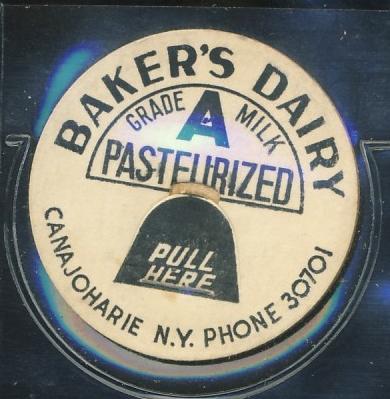 BAKER'S DAIRY
GRADE A MILK
PASTEURIZED
PULL
HERE
CANAJOHARIE N.Y. PHONE 30701